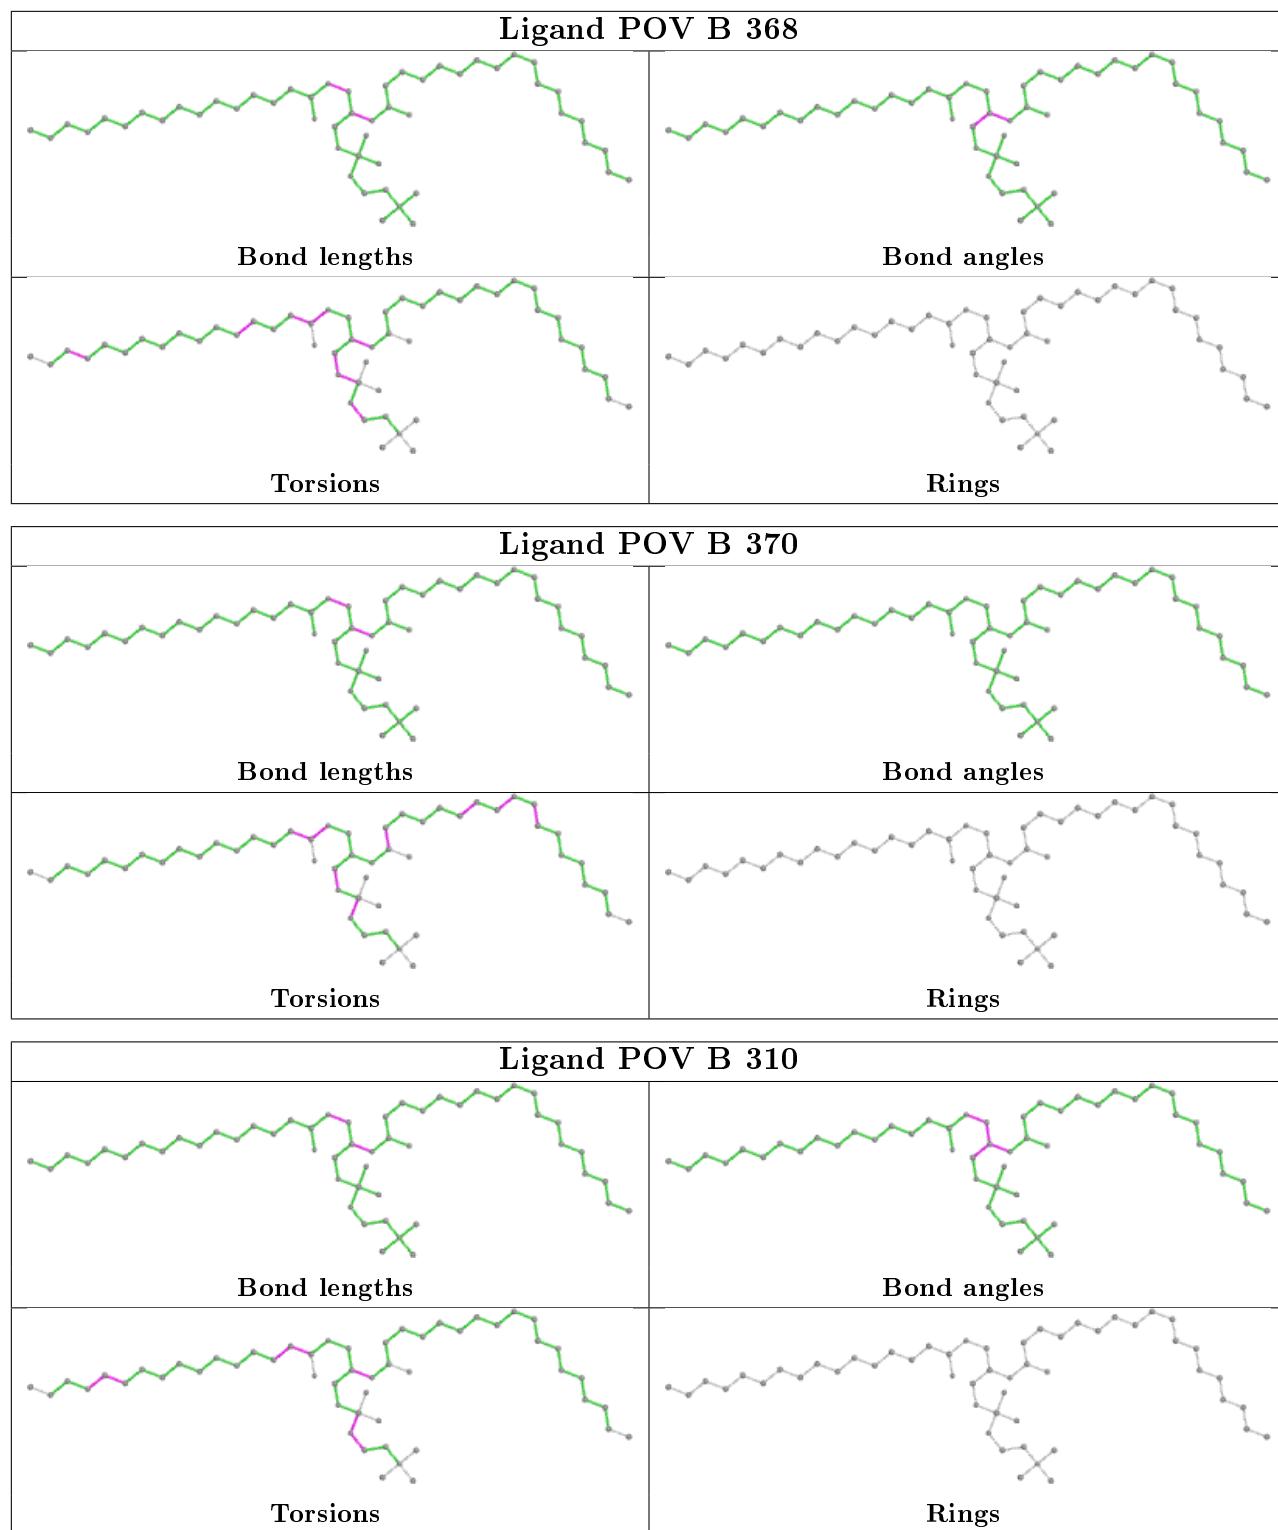 Ligand POV B 368
Bond lengths
Bond angles
Torsions
Rings
Ligand POV B 370
Bond lengths
Bond angles
Torsions
Rings
Ligand POV B 310
Bond lengths
Bond angles
Torsions
Rings